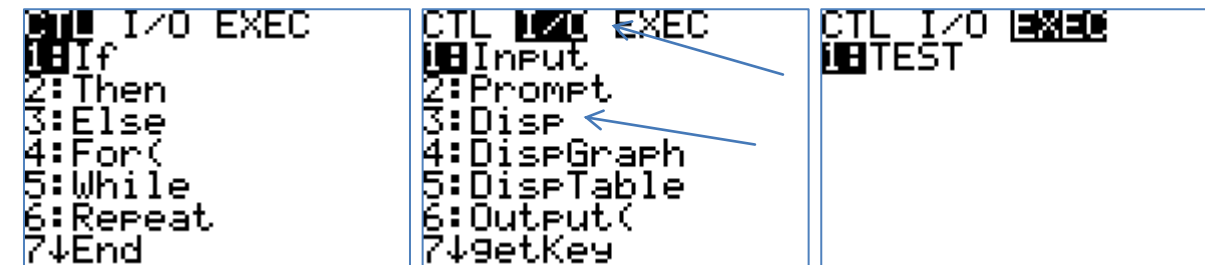 CTL I/O EXEC
1:If
2:Then
3:Else
4:For(
5:While
6:Repeat
7↓End
CTL I/O EXEC
1:Input
2:Prompt
3:Disp
4:DispGraph
5:DispTable
6:Output(
7↓getKey
CTL I/O EXEC
1:TEST